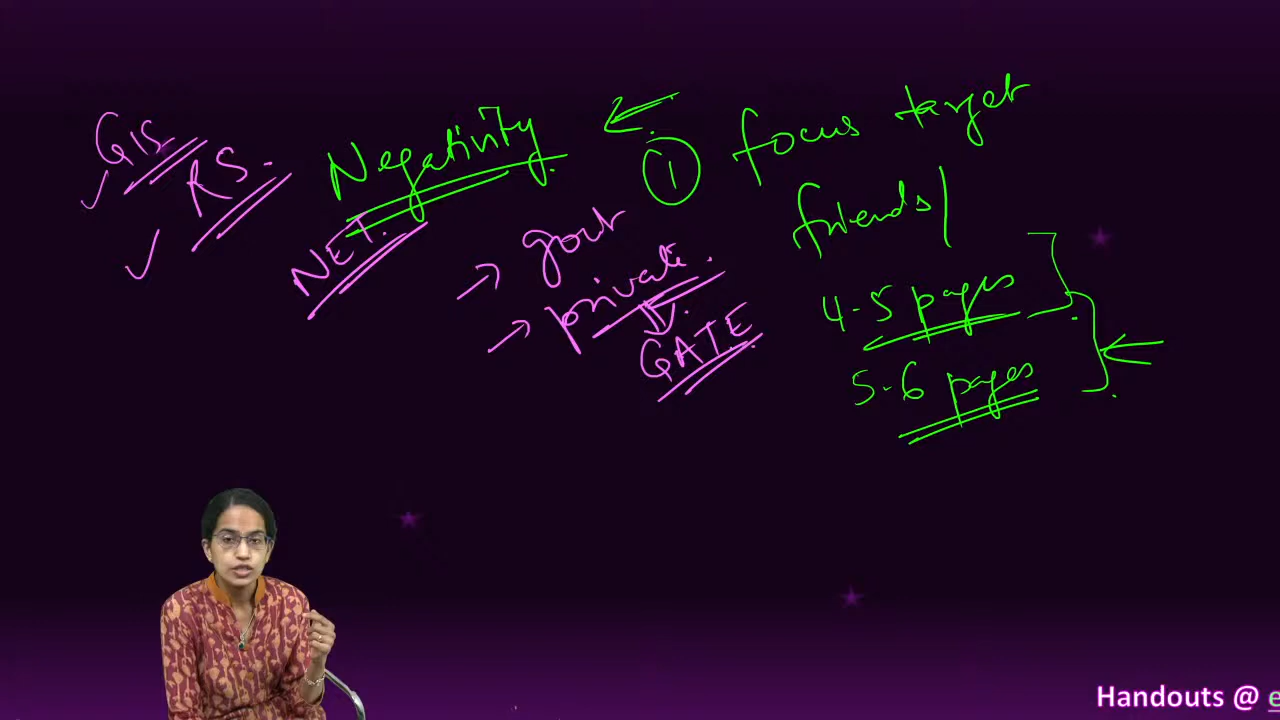 GIS
RS.
Negativity
NET.
→ govt
→ private.
GATE
① focus target
friends
4-5 pages
5-6 pages
Handouts @ e